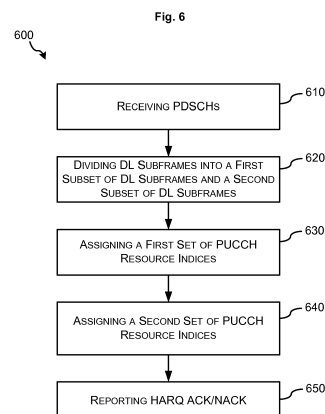 Fig. 6
600
RECEIVING PDSCHS
610
DIVIDING DL SUBFRAMES INTO A FIRST
SUBSET OF DL SUBFRAMES AND A SECOND
SUBSET OF DL SUBFRAMES
620
ASSIGNING A FIRST SET OF PUCCH
RESOURCE INDICES
630
ASSIGNING A SECOND SET OF PUCCH
RESOURCE INDICES
640
REPORTING HARQ ACK/NACK
650